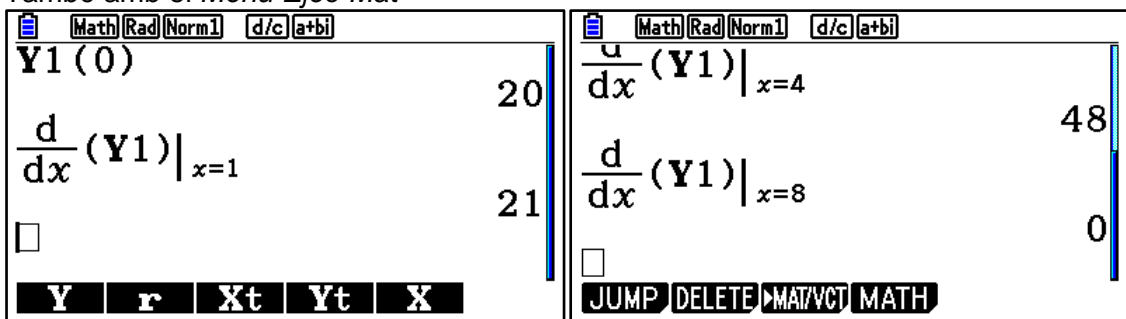 També amb el Menú Ejec-Mat
Math Rad Norm1 d/c a+bi
Y1(0)
20
d/dx (Y1)|x=1
21
Y r Xt Yt X
Math Rad Norm1 d/c a+bi
d/dx (Y1)|x=4
48
d/dx (Y1)|x=8
0
JUMP DELETE ►MAT/VCT MATH